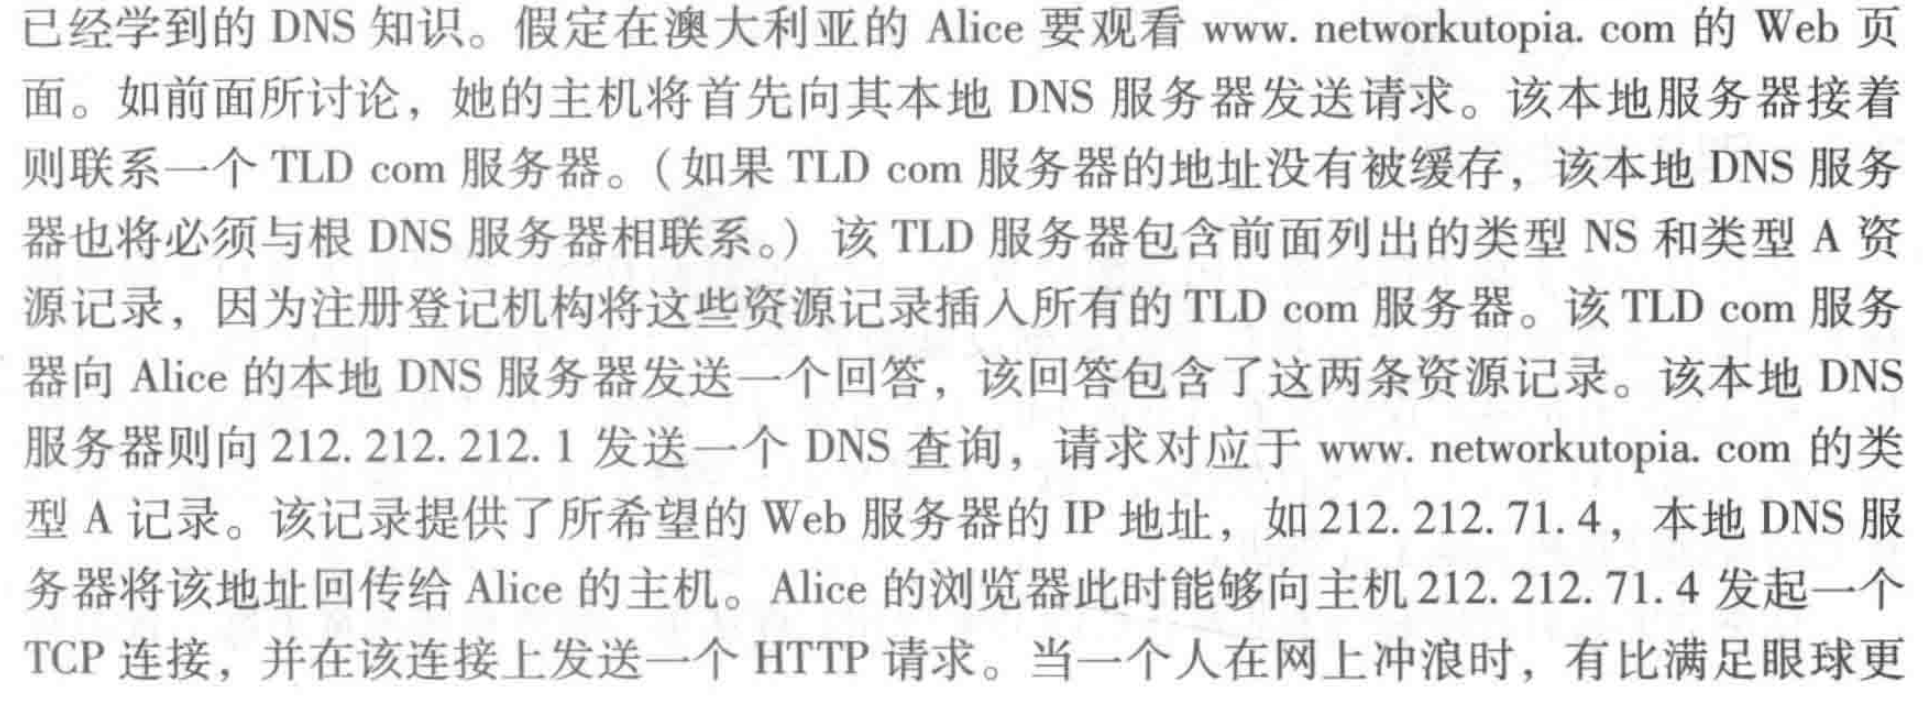 已经学到的 DNS 知识。假定在澳大利亚的 Alice 要观看 www. networkutopia. com 的 Web 页
面。如前面所讨论，她的主机将首先向其本地 DNS 服务器发送请求。该本地服务器接着
则联系一个 TLD com 服务器。（如果 TLD com 服务器的地址没有被缓存，该本地 DNS 服务
器也将必须与根 DNS 服务器相联系。）该 TLD 服务器包含前面列出的类型 NS 和类型 A 资
源记录，因为注册登记机构将这些资源记录插入所有的 TLD com 服务器。该 TLD com 服务
器向 Alice 的本地 DNS 服务器发送一个回答，该回答包含了这两条资源记录。该本地 DNS
服务器则向 212. 212. 212. 1 发送一个 DNS 查询，请求对应于 www. networkutopia. com 的类
型 A 记录。该记录提供了所希望的 Web 服务器的 IP 地址，如 212. 212. 71. 4，本地 DNS 服
务器将该地址回传给 Alice 的主机。Alice 的浏览器此时能够向主机 212. 212. 71. 4 发起一个
TCP 连接，并在该连接上发送一个 HTTP 请求。当一个人在网上冲浪时，有比满足眼球更